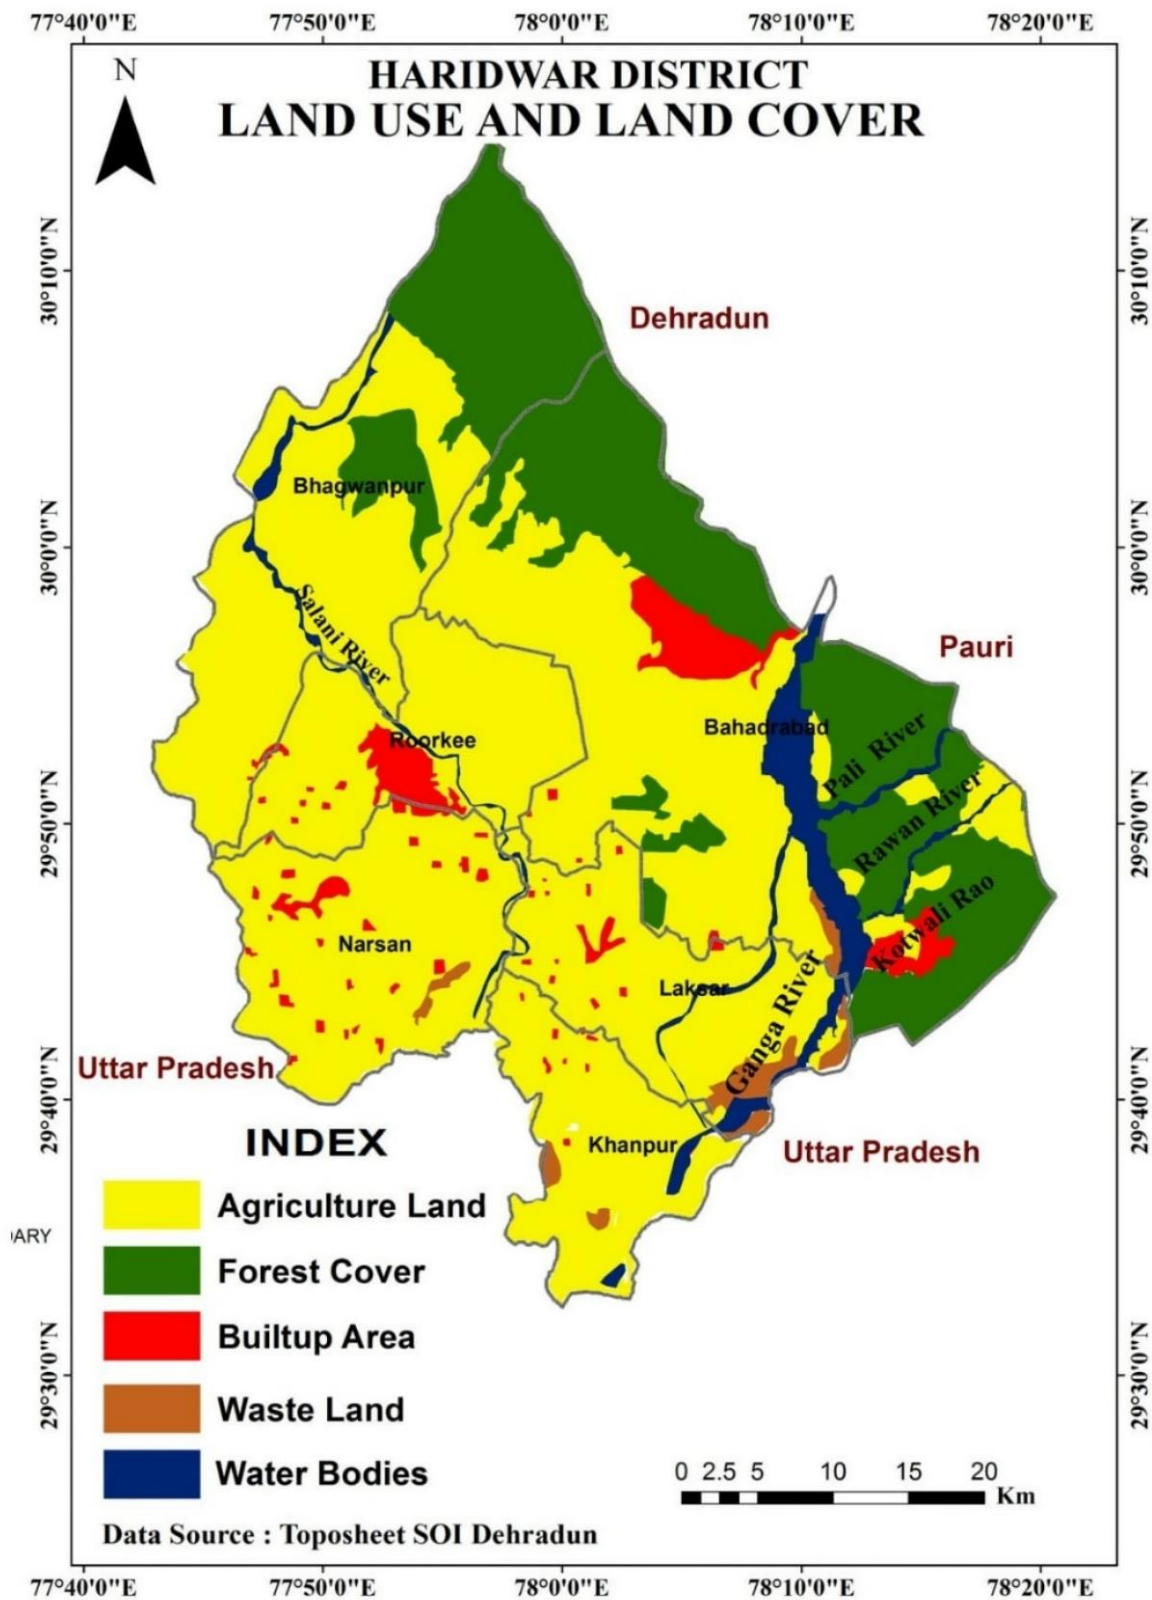 77°40'0"E 77°50'0"E 78°0'0"E 78°10'0"E 78°20'0"E
N
HARIDWAR DISTRICT
LAND USE AND LAND COVER
30°10'0"N 30°10'0"N
Dehradun
Bhagwanpur
30°0'0"N 30°0'0"N
Salani River
Pauri
Bahadrabad
Roorkee
Pali River
29°50'0"N 29°50'0"N
Rawan River
Kotwali Rao
Narsan
Laksar
Ganga River
Uttar Pradesh
29°40'0"N 29°40'0"N
INDEX
Khanpur
Uttar Pradesh
Agriculture Land
ARY
Forest Cover
Builtup Area
29°30'0"N 29°30'0"N
Waste Land
Water Bodies
0 2.5 5 10 15 20
Km
Data Source : Toposheet SOI Dehradun
77°40'0"E 77°50'0"E 78°0'0"E 78°10'0"E 78°20'0"E